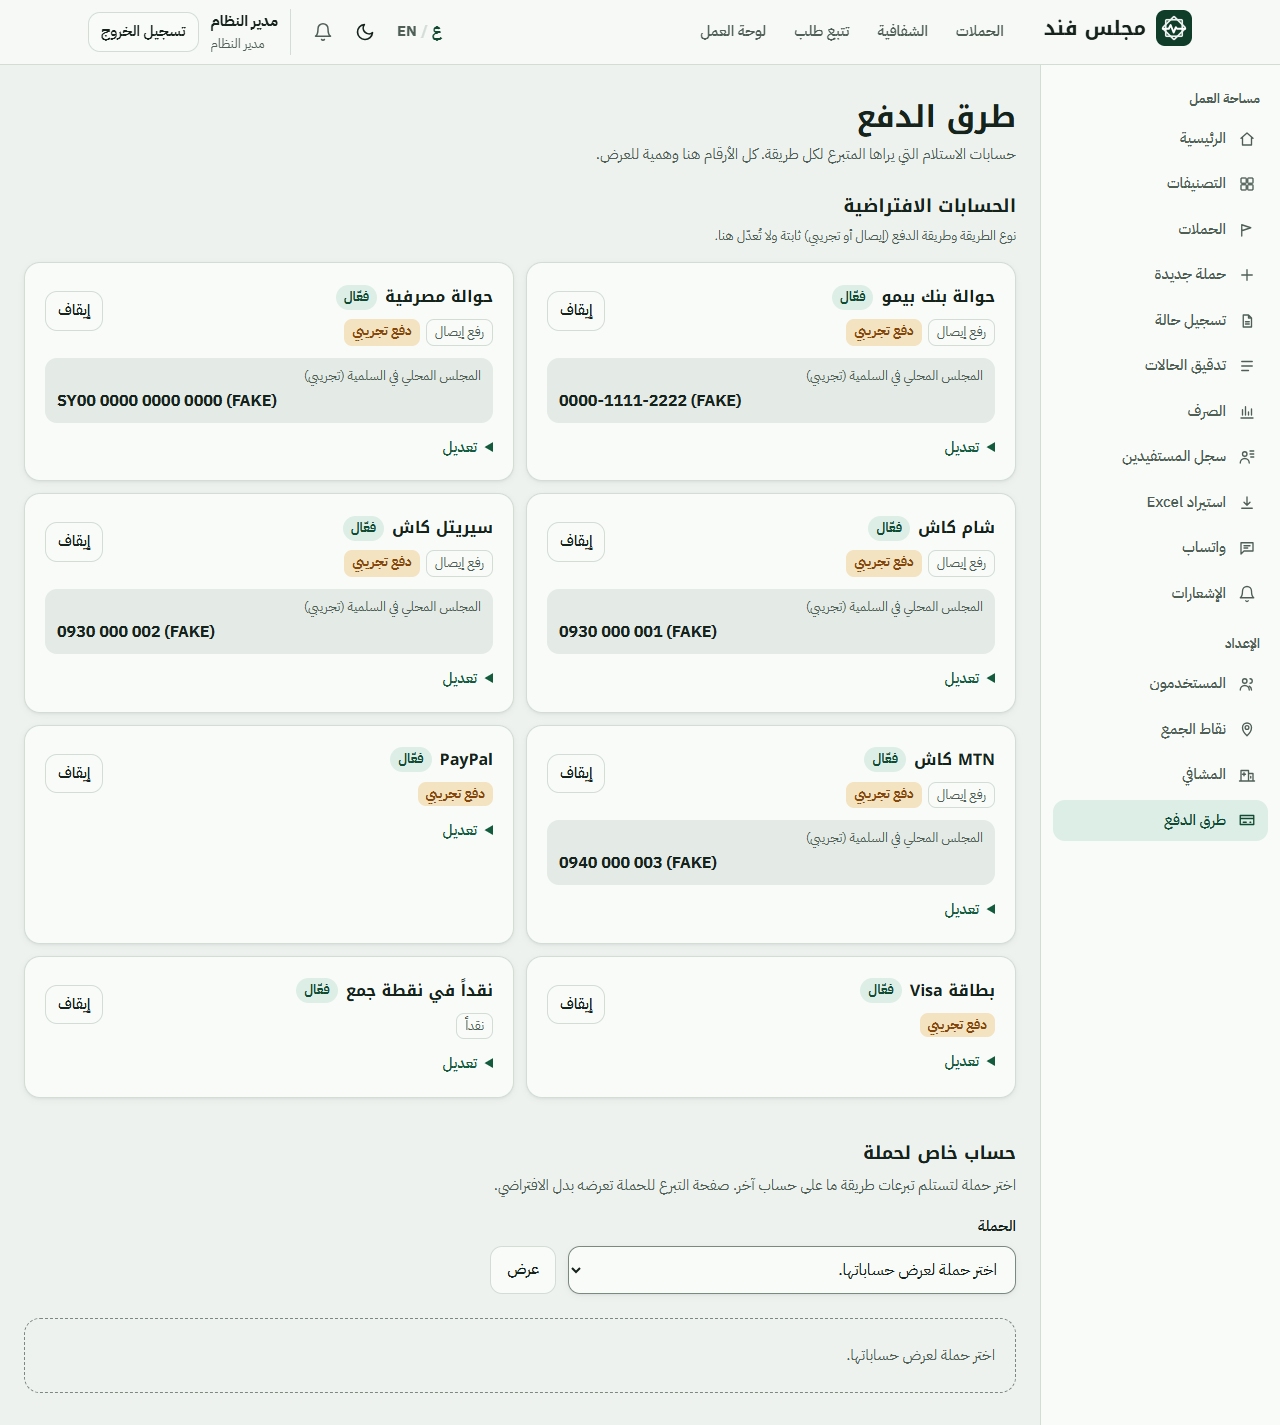 مجلس فند
الحملات
الشفافية
تتبع طلب
لوحة العمل
ع / EN
مدير النظام
مدير النظام
تسجيل الخروج
مساحة العمل
الرئيسية
التصنيفات
الحملات
حملة جديدة
تسجيل حالة
تدقيق الحالات
الصرف
سجل المستفيدين
استيراد Excel
واتساب
الإشعارات
الإعداد
المستخدمون
نقاط الجمع
المشافي
طرق الدفع
طرق الدفع
حسابات الاستلام التي يراها المتبرع لكل طريقة. كل الأرقام هنا وهمية للعرض.
الحسابات الافتراضية
نوع الطريقة وطريقة الدفع (إيصال أو تجريبي) ثابتة ولا تُعدّل هنا.
حوالة بنك بيمو فعّال
إيقاف
رفع إيصال دفع تجريبي
المجلس المحلي في السلمية (تجريبي)
0000-1111-2222 (FAKE)
تعديل
حوالة مصرفية فعّال
إيقاف
رفع إيصال دفع تجريبي
المجلس المحلي في السلمية (تجريبي)
SY00 0000 0000 0000 (FAKE)
تعديل
شام كاش فعّال
إيقاف
رفع إيصال دفع تجريبي
المجلس المحلي في السلمية (تجريبي)
0930 000 001 (FAKE)
تعديل
سيريتل كاش فعّال
إيقاف
رفع إيصال دفع تجريبي
المجلس المحلي في السلمية (تجريبي)
0930 000 002 (FAKE)
تعديل
MTN كاش فعّال
إيقاف
رفع إيصال دفع تجريبي
المجلس المحلي في السلمية (تجريبي)
0940 000 003 (FAKE)
تعديل
PayPal فعّال
إيقاف
دفع تجريبي
تعديل
بطاقة Visa فعّال
إيقاف
دفع تجريبي
تعديل
نقداً في نقطة جمع فعّال
إيقاف
نقداً
تعديل
حساب خاص لحملة
اختر حملة لتستلم تبرعات طريقة ما على حساب آخر. صفحة التبرع للحملة تعرضه بدل الافتراضي.
الحملة
اختر حملة لعرض حساباتها.
عرض
اختر حملة لعرض حساباتها.